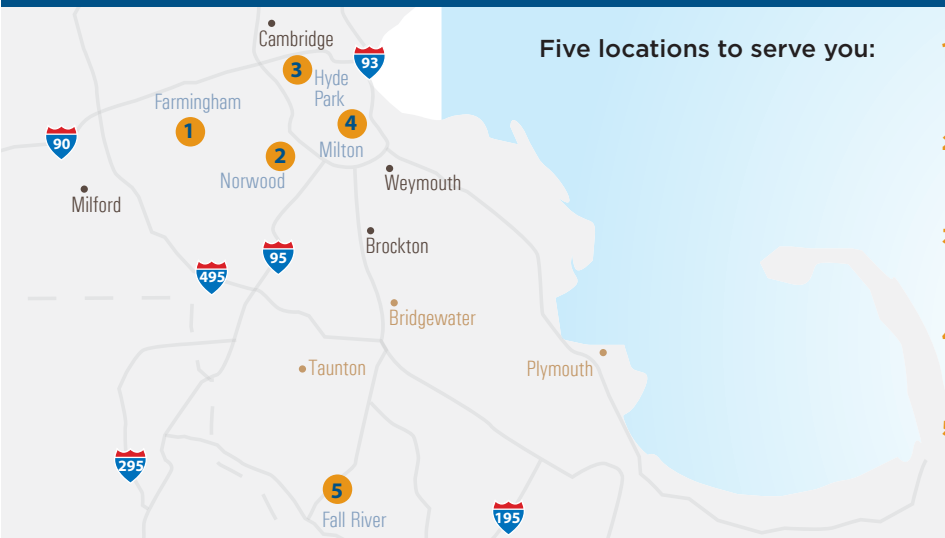 Five locations to serve you:
Cambridge
93
3
Hyde
Park
Farmingham
1
4
90
2
Milton
Norwood
Weymouth
Milford
Brockton
95
495
Bridgewater
Taunton
Plymouth
295
5
Fall River
195